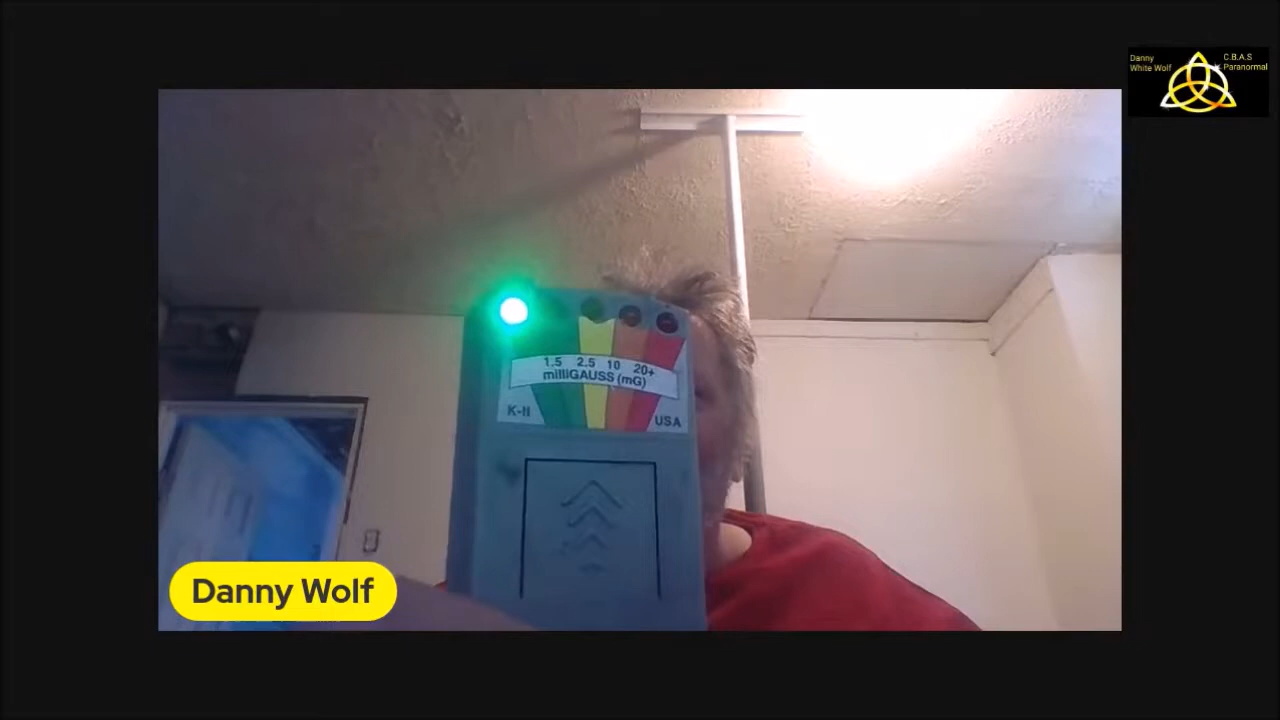 Danny
White Wolf
C.B.A.S
Paranormal
1.5 2.5 10 20+
milliGAUSS (mG)
K-II
USA
Danny Wolf